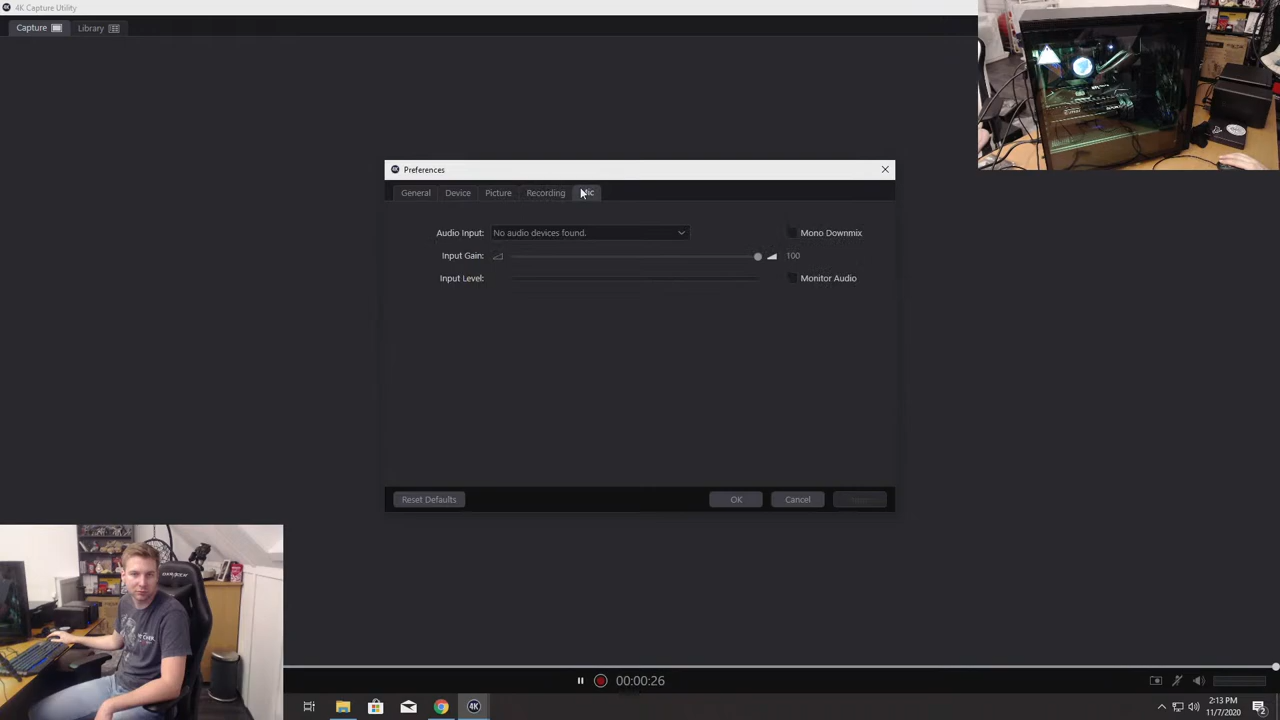 4K Capture Utility
Capture
Library
Preferences
General Device Picture Recording
Audio Input: No audio devices found. Mono Downmix
Input Gain: 100
Input Level: Monitor Audio
Reset Defaults OK Cancel
00:00:26
4K
2:13 PM
11/7/2020
2